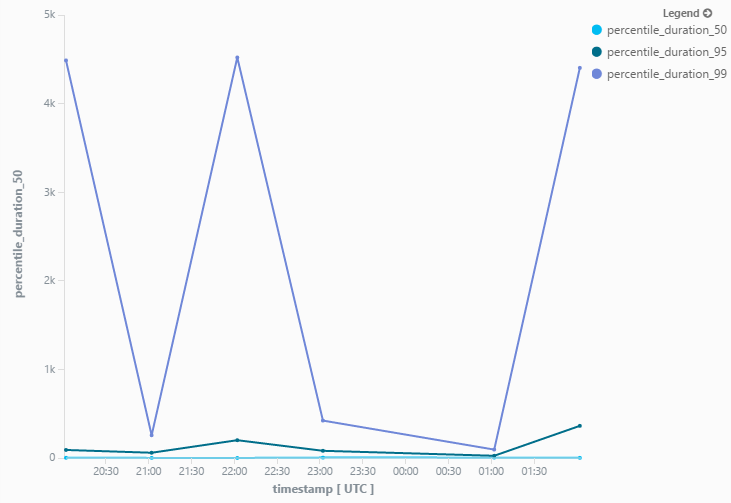 Legend
percentile_duration_50
percentile_duration_95
percentile_duration_99
5k
4k
3k
2k
1k
0
percentile_duration_50
20:30 21:00 21:30 22:00 22:30 23:00 23:30 00:00 00:30 01:00 01:30
timestamp [ UTC ]